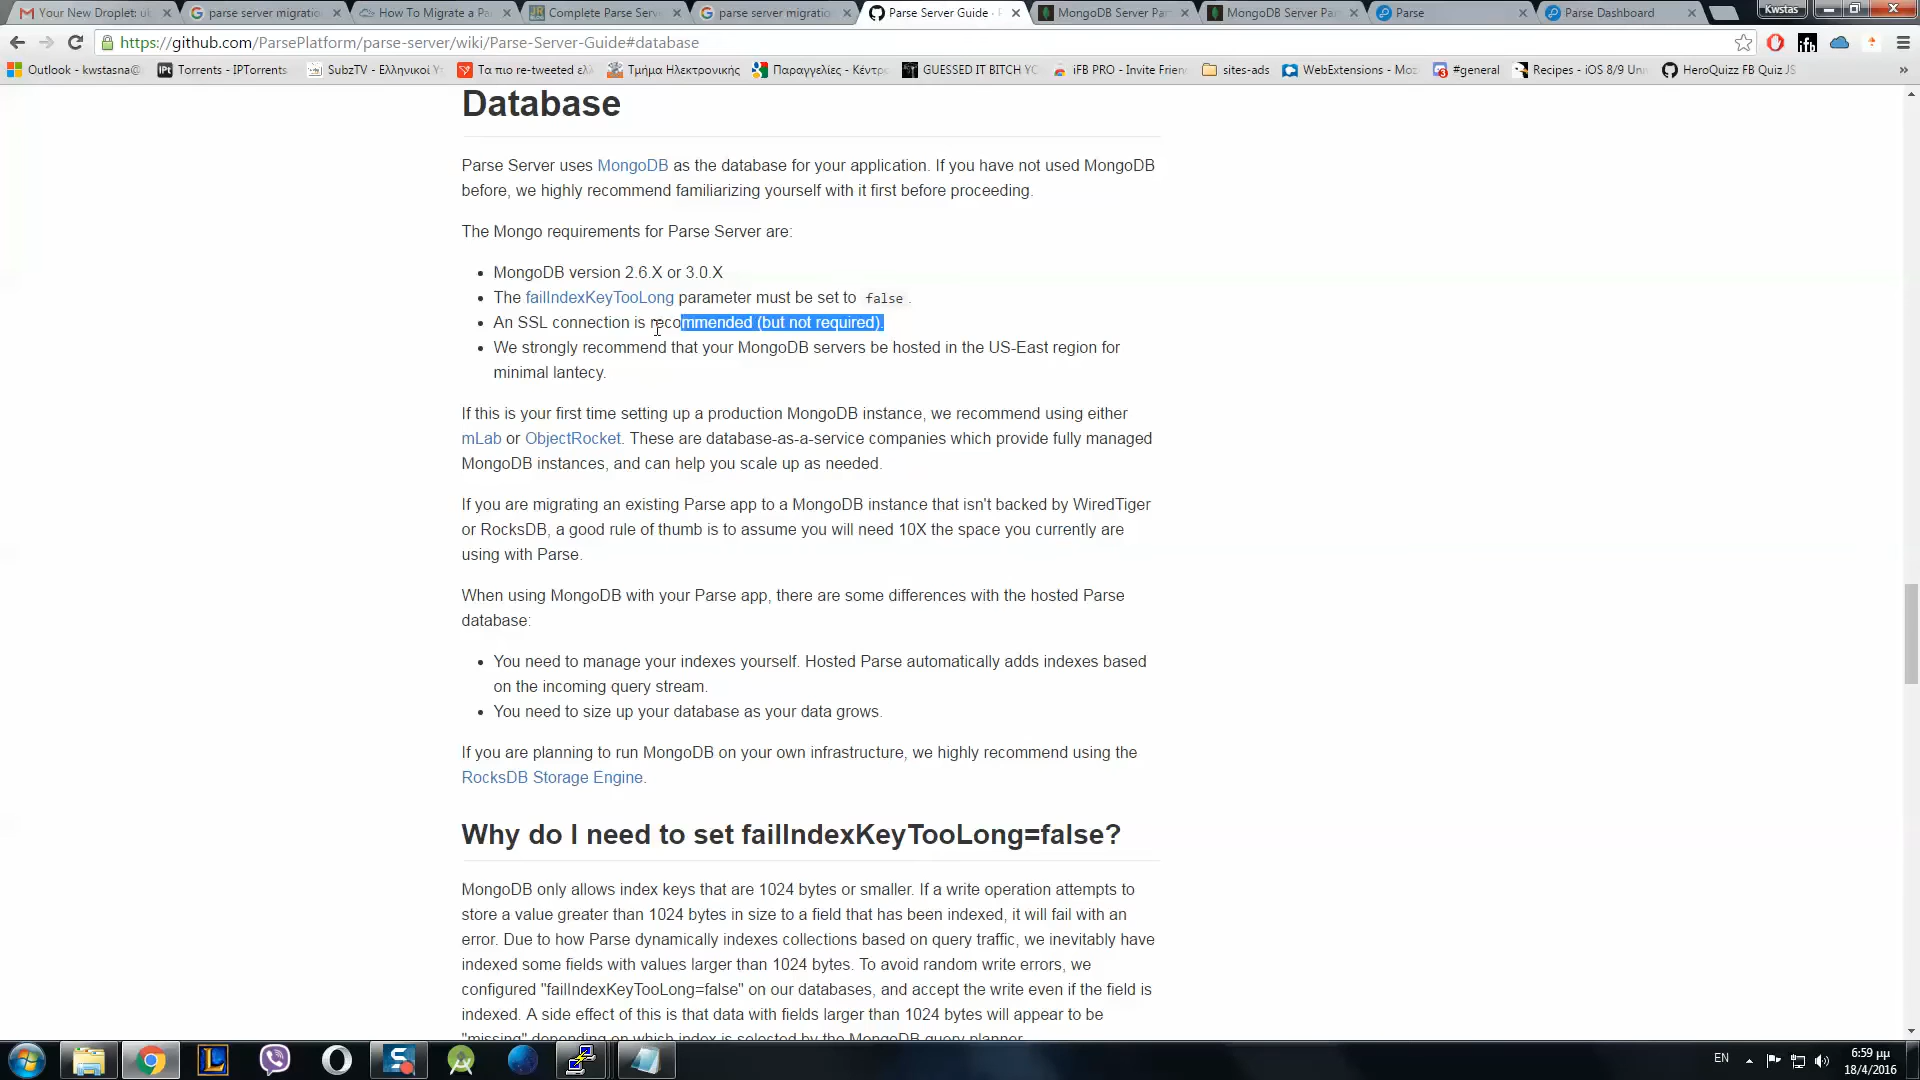 Your New Droplet: ub
parse server migratio
How To Migrate a Pa
Complete Parse Serv
parse server migratio
Parse Server Guide ·
MongoDB Server Par
MongoDB Server Par
Parse
Parse Dashboard
Kwstas
https://github.com/ParsePlatform/parse-server/wiki/Parse-Server-Guide#database
Outlook - kwstasna@
Torrents - IPTorrents
SubzTV - Ελληνικοί Υ
Τα πιο re-tweeted ελλ
Τμήμα Ηλεκτρονικής
Παραγγελίες - Κέντρ
GUESSED IT BITCH YO
iFB PRO - Invite Frien
sites-ads
WebExtensions - Moz
#general
Recipes - iOS 8/9 Un
HeroQuizz FB Quiz JS
Database
Parse Server uses MongoDB as the database for your application. If you have not used MongoDB
before, we highly recommend familiarizing yourself with it first before proceeding.
The Mongo requirements for Parse Server are:
• MongoDB version 2.6.X or 3.0.X
• The failIndexKeyTooLong parameter must be set to false .
• An SSL connection is recommended (but not required).
• We strongly recommend that your MongoDB servers be hosted in the US-East region for
minimal lantecy.
If this is your first time setting up a production MongoDB instance, we recommend using either
mLab or ObjectRocket. These are database-as-a-service companies which provide fully managed
MongoDB instances, and can help you scale up as needed.
If you are migrating an existing Parse app to a MongoDB instance that isn't backed by WiredTiger
or RocksDB, a good rule of thumb is to assume you will need 10X the space you currently are
using with Parse.
When using MongoDB with your Parse app, there are some differences with the hosted Parse
database:
• You need to manage your indexes yourself. Hosted Parse automatically adds indexes based
on the incoming query stream.
• You need to size up your database as your data grows.
If you are planning to run MongoDB on your own infrastructure, we highly recommend using the
RocksDB Storage Engine.
Why do I need to set failIndexKeyTooLong=false?
MongoDB only allows index keys that are 1024 bytes or smaller. If a write operation attempts to
store a value greater than 1024 bytes in size to a field that has been indexed, it will fail with an
error. Due to how Parse dynamically indexes collections based on query traffic, we inevitably have
indexed some fields with values larger than 1024 bytes. To avoid random write errors, we
configured "failIndexKeyTooLong=false" on our databases, and accept the write even if the field is
indexed. A side effect of this is that data with fields larger than 1024 bytes will appear to be
"missing" depending on which index is selected by the MongoDB query planner.
EN
6:59 μμ
18/4/2016